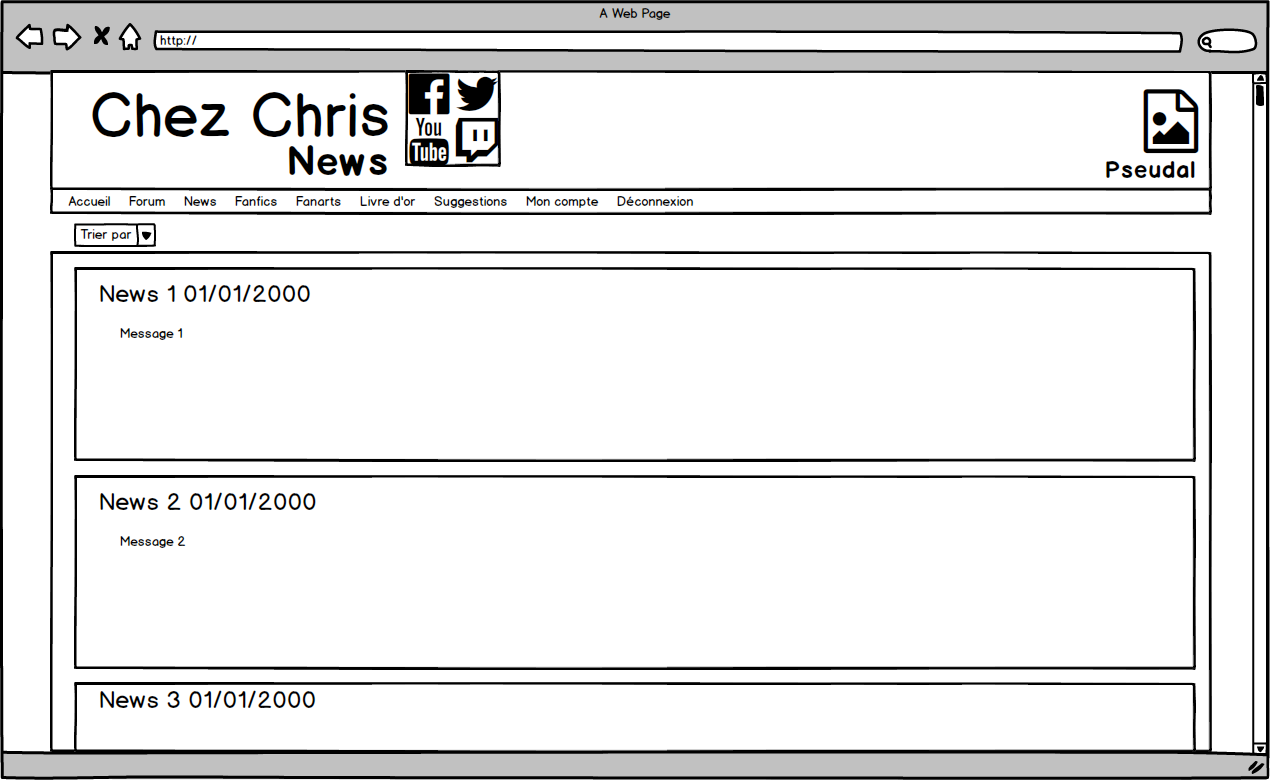 A Web Page
http://
Chez Chris
News
You
Tube
Pseudal
Accueil Forum News Fanfics Fanarts Livre d'or Suggestions Mon compte Déconnexion
Trier par
News 1 01/01/2000
Message 1
News 2 01/01/2000
Message 2
News 3 01/01/2000